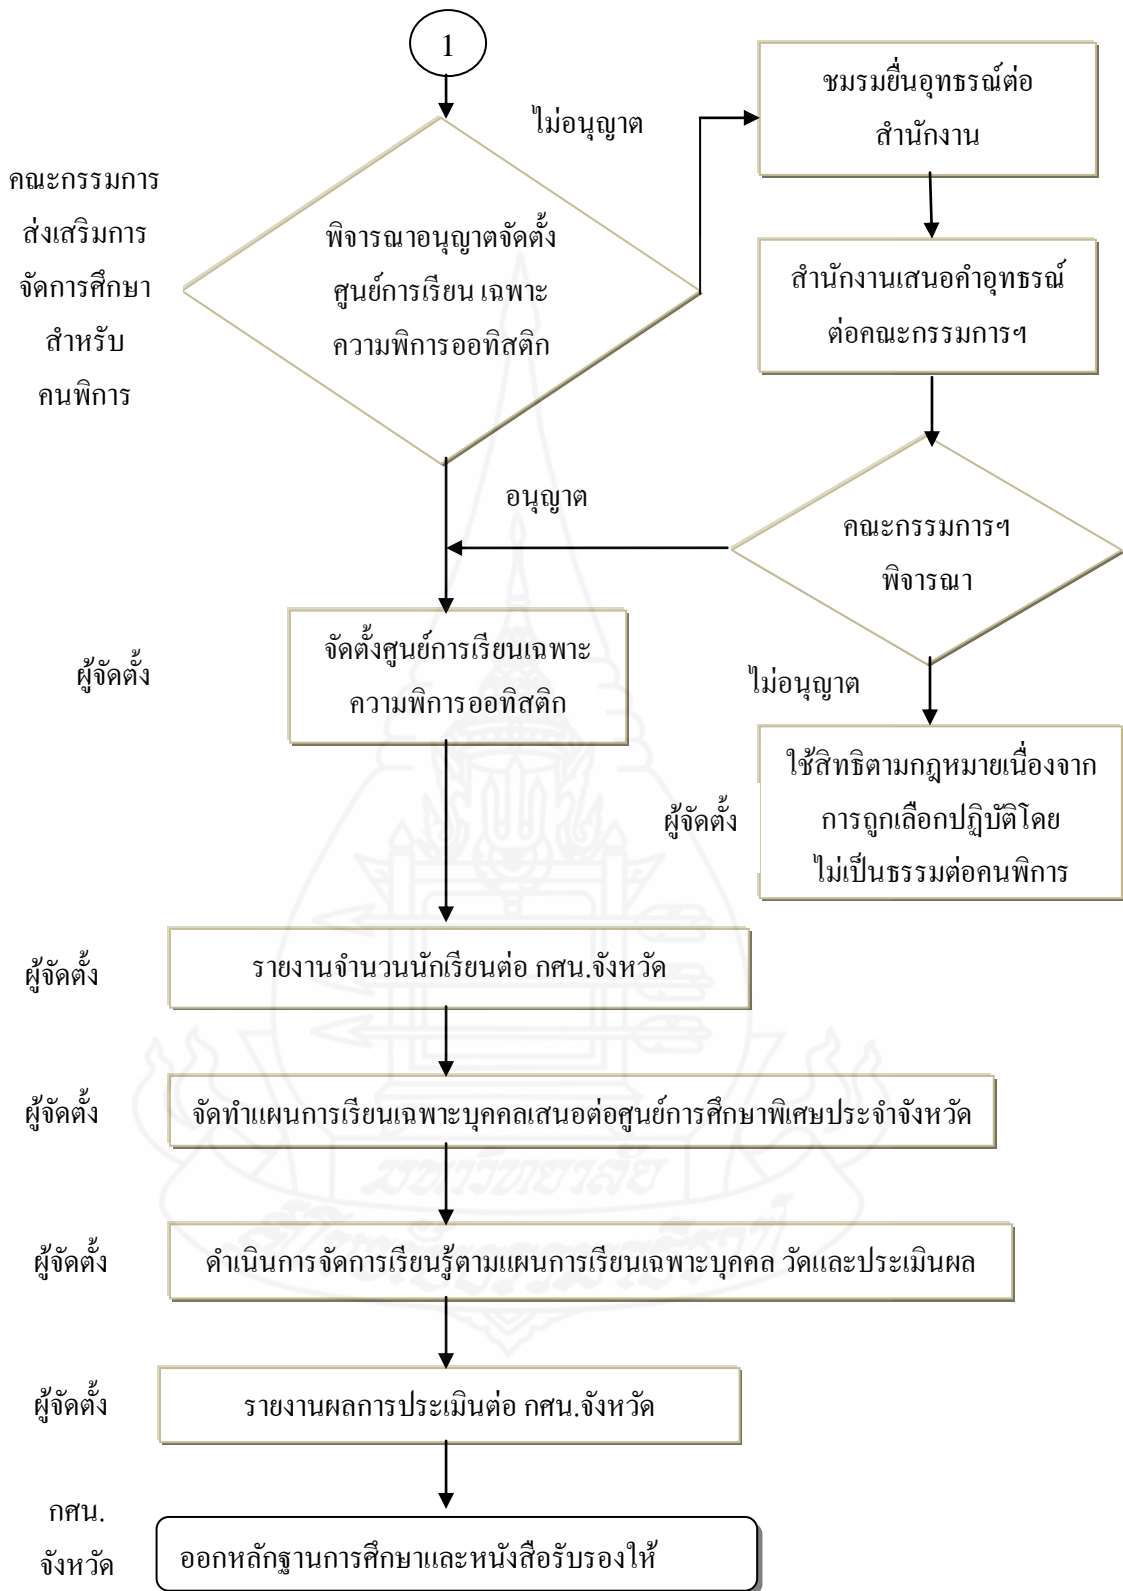 1
ไม่อนุญาต
ชมรมยื่นอุทธรณ์ต่อ
สำนักงาน
คณะกรรมการ
ส่งเสริมการ
จัดการศึกษา
สำหรับ
คนพิการ
พิจารณาอนุญาตจัดตั้ง
ศูนย์การเรียน เฉพาะ
ความพิการออทิสติก
สำนักงานเสนอคำอุทธรณ์
ต่อคณะกรรมการฯ
อนุญาต
คณะกรรมการฯ
พิจารณา
ผู้จัดตั้ง
จัดตั้งศูนย์การเรียนเฉพาะ
ความพิการออทิสติก
ไม่อนุญาต
ผู้จัดตั้ง
ใช้สิทธิตามกฎหมายเนื่องจาก
การถูกเลือกปฏิบัติโดย
ไม่เป็นธรรมต่อคนพิการ
ผู้จัดตั้ง
รายงานจำนวนนักเรียนต่อ กศน.จังหวัด
ผู้จัดตั้ง
จัดทำแผนการเรียนเฉพาะบุคคลเสนอต่อศูนย์การศึกษาพิเศษประจำจังหวัด
มหาวิทยาลัย
สุโขทัยธรรมาธิราช
ผู้จัดตั้ง
ดำเนินการจัดการเรียนรู้ตามแผนการเรียนเฉพาะบุคคล วัดและประเมินผล
ผู้จัดตั้ง
รายงานผลการประเมินต่อ กศน.จังหวัด
กศน.
จังหวัด
ออกหลักฐานการศึกษาและหนังสือรับรองให้